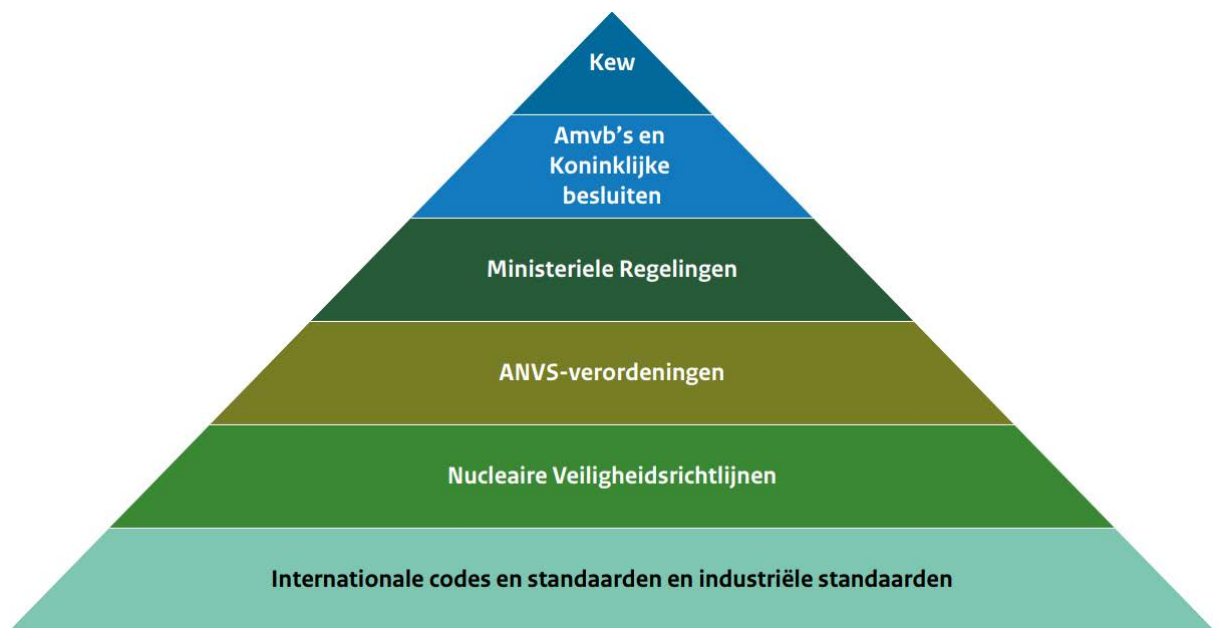 Kew
Amvb's en
Koninklijke
besluiten
Ministeriele Regelingen
ANVS-verordeningen
Nucleaire Veiligheidsrichtlijnen
Internationale codes en standaarden en industriële standaarden